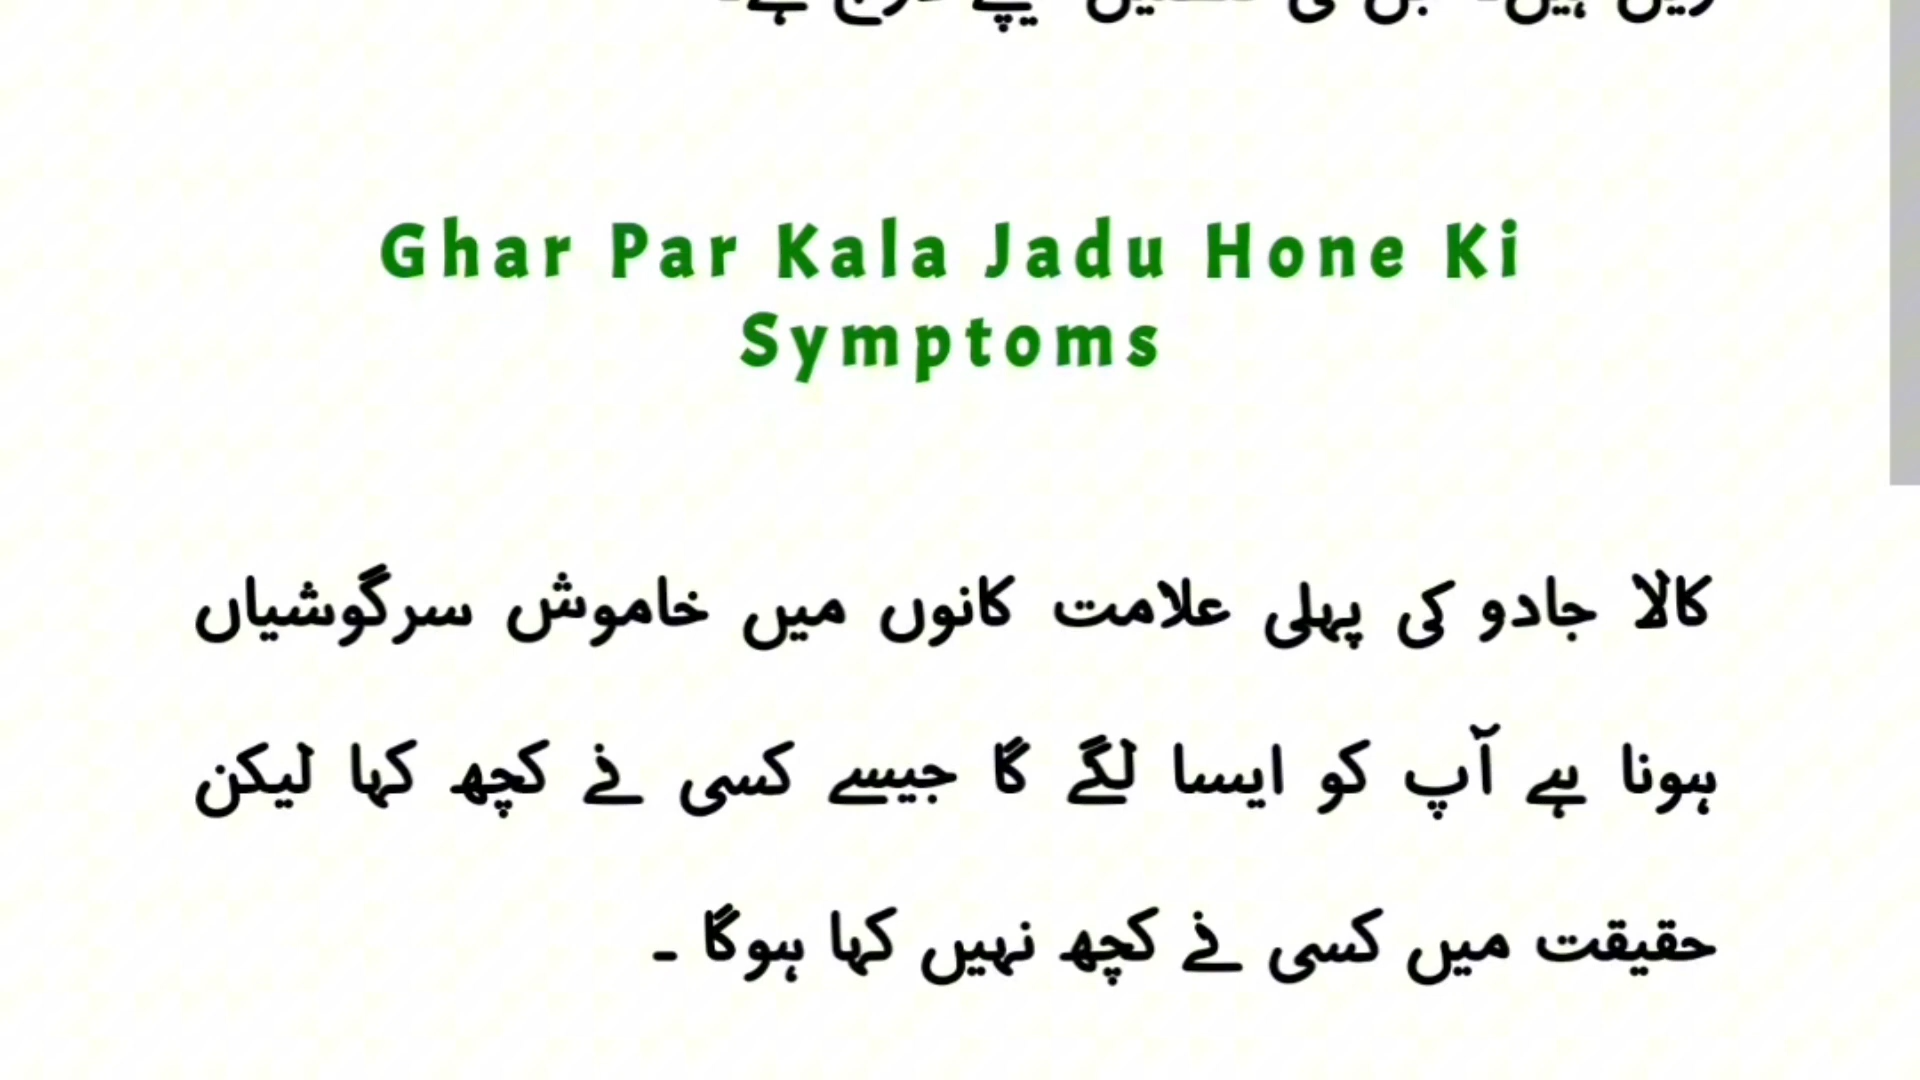 Ghar Par Kala Jadu Hone Ki
Symptoms
کالا جادو کی پہلی علامت کانوں میں خاموش سرگوشیاں
ہونا ہے آپ کو ایسا لگے گا جیسے کسی نے کچھ کہا لیکن
حقیقت میں کسی نے کچھ نہیں کہا ہوگا ۔